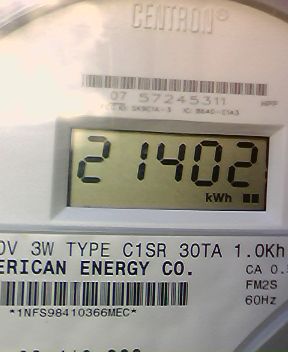 CENTRON®
07 57245311
HPP
21402
kWh
0V 3W TYPE C1SR 30TA 1.0Kh
ERICAN ENERGY CO.
CA 0.
FM2S
60Hz
*1NFS98410366MEC*